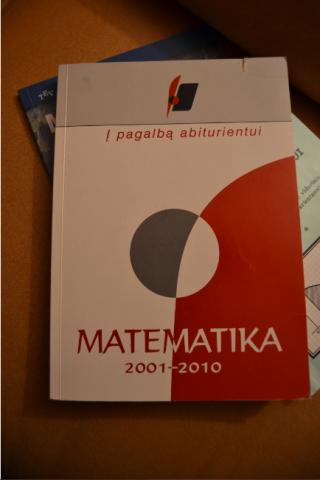 Į pagalbą abiturientui
MATEMATIKA
2001–2010